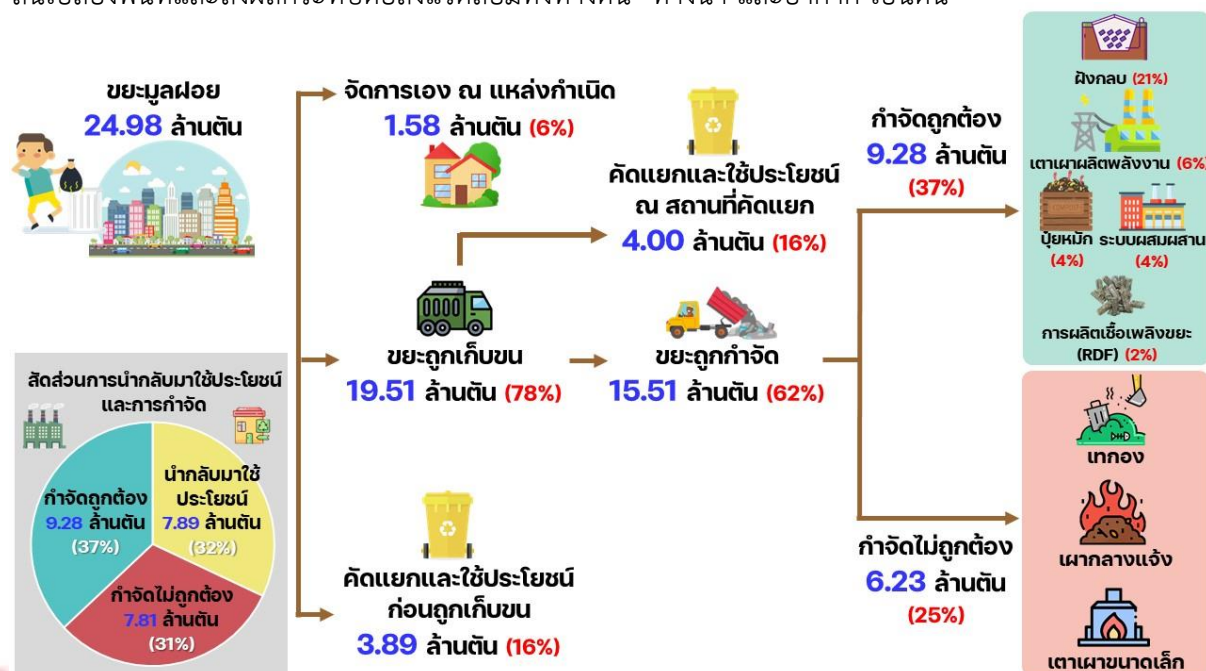 ขยะมูลฝอย
24.98 ล้านตัน
จัดการเอง ณ แหล่งกำเนิด
1.58 ล้านตัน (6%)
คัดแยกและใช้ประโยชน์
ณ สถานที่คัดแยก
4.00 ล้านตัน (16%)
ขยะถูกเก็บขน
19.51 ล้านตัน (78%)
ขยะถูกกำจัด
15.51 ล้านตัน (62%)
คัดแยกและใช้ประโยชน์
ก่อนถูกเก็บขน
3.89 ล้านตัน (16%)
กำจัดถูกต้อง
9.28 ล้านตัน
(37%)
ฝังกลบ (21%)
เตาเผาผลิตพลังงาน (6%)
ปุ๋ยหมัก
(4%)
ระบบผสมผสาน
(4%)
การผลิตเชื้อเพลิงขยะ
(RDF) (2%)
กำจัดไม่ถูกต้อง
6.23 ล้านตัน
(25%)
เทกอง
เผากลางแจ้ง
เตาเผาขนาดเล็ก
สัดส่วนการนำกลับมาใช้ประโยชน์
และการกำจัด
กำจัดถูกต้อง
9.28 ล้านตัน
(37%)
นำกลับมาใช้
ประโยชน์
7.89 ล้านตัน
(32%)
กำจัดไม่ถูกต้อง
7.81 ล้านตัน
(31%)